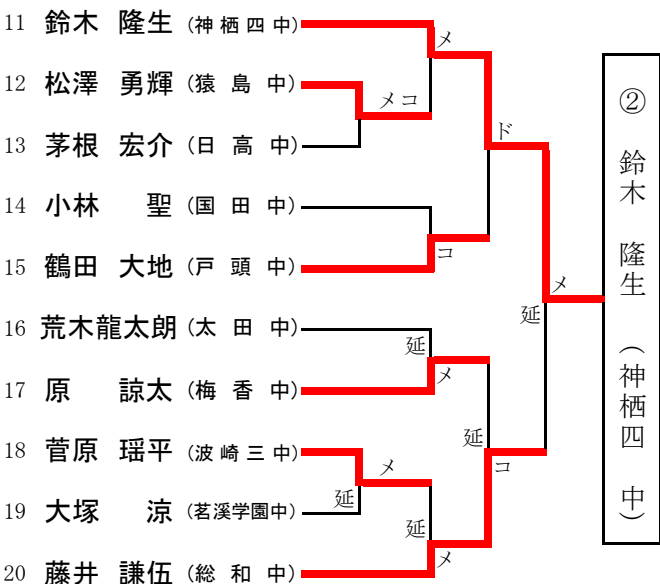 11 鈴木 隆生 (神栖四中)
メ
12 松澤 勇輝 (猿島中)
メコ
② 鈴木 隆生 (神栖四 中)
ド
13 茅根 宏介 (日高中)
14 小林 聖 (国田中)
コ
15 鶴田 大地 (戸頭中)
メ
延
16 荒木龍太朗 (太田中)
延
メ
17 原 諒太 (梅香中)
延
コ
18 菅原 瑶平 (波崎三中)
メ
延
19 大塚 涼 (茗溪学園中)
延
メ
20 藤井 謙伍 (総和中)